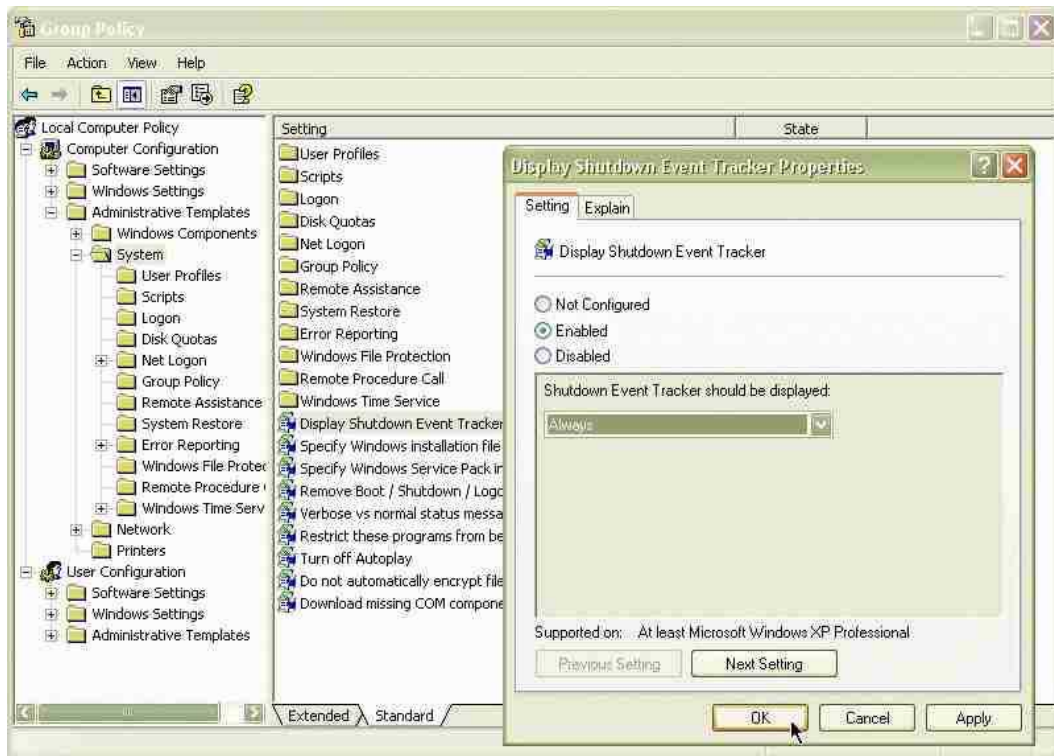 Group Policy
File Action View Help
Local Computer Policy
Computer Configuration
Software Settings
Windows Settings
Administrative Templates
Windows Components
System
User Profiles
Scripts
Logon
Disk Quotas
Net Logon
Group Policy
Remote Assistance
System Restore
Error Reporting
Windows File Protec
Remote Procedure
Windows Time Serv
Network
Printers
User Configuration
Software Settings
Windows Settings
Administrative Templates
Setting State
User Profiles
Scripts
Logon
Disk Quotas
Net Logon
Group Policy
Remote Assistance
System Restore
Error Reporting
Windows File Protection
Remote Procedure Call
Windows Time Service
Display Shutdown Event Tracker
Specify Windows installation file
Specify Windows Service Pack in
Remove Boot / Shutdown / Logo
Verbose vs normal status messa
Restrict these programs from be
Turn off Autoplay
Do not automatically encrypt file
Download missing COM compone
Extended Standard
Display Shutdown Event Tracker Properties
Setting Explain
Display Shutdown Event Tracker
Not Configured
Enabled
Disabled
Shutdown Event Tracker should be displayed:
Always
Supported on: At least Microsoft Windows XP Professional
Previous Setting Next Setting
OK Cancel Apply